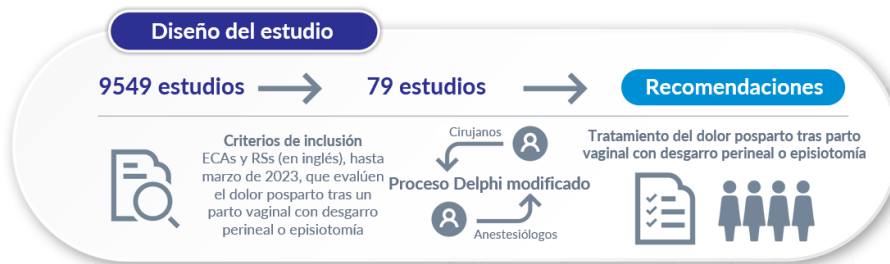 Diseño del estudio
9549 estudios
79 estudios
Recomendaciones
Criterios de inclusión
ECAs y RSs (en inglés), hasta
marzo de 2023, que evalúen
el dolor posparto tras un
parto vaginal con desgarro
perineal o episiotomía
Cirujanos
Proceso Delphi modificado
Anestesiólogos
Tratamiento del dolor posparto tras parto
vaginal con desgarro perineal o episiotomía